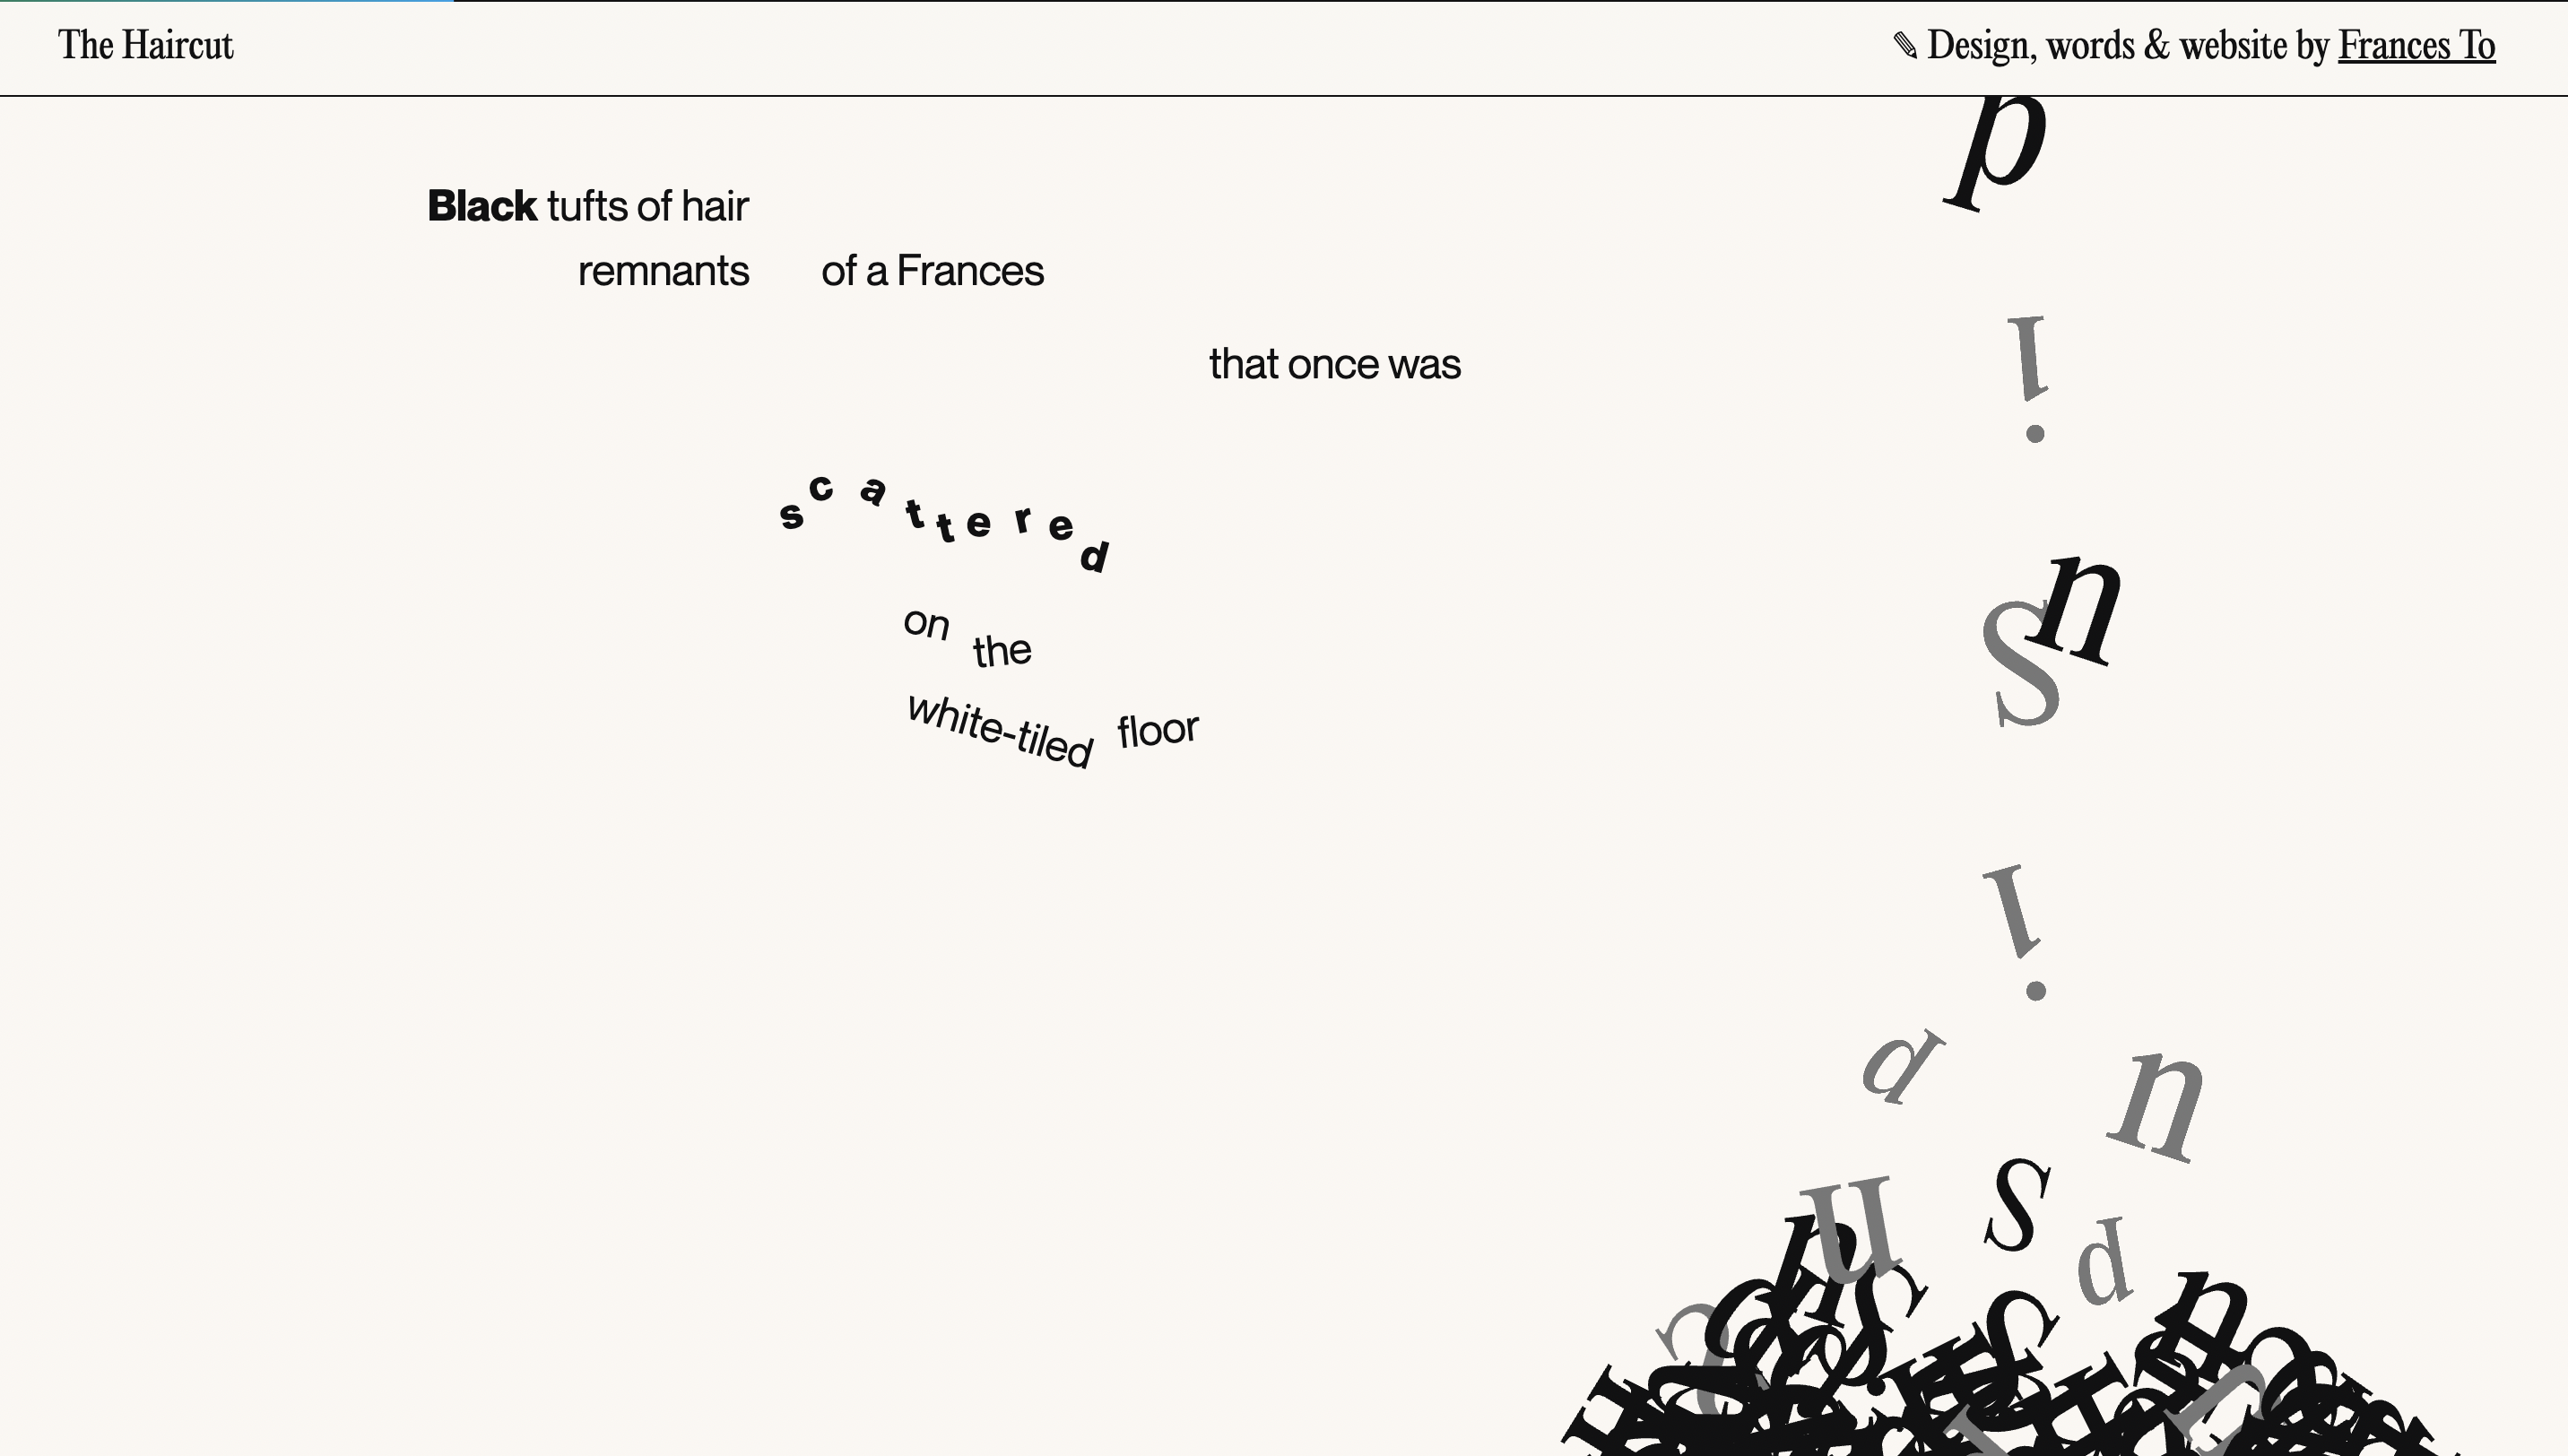 The Haircut
✎ Design, words & website by Frances To
Black tufts of hair
remnants of a Frances
that once was
scattered
on the
white-tiled floor
p
i
n
S
i
d
n
u
s
d
p
n